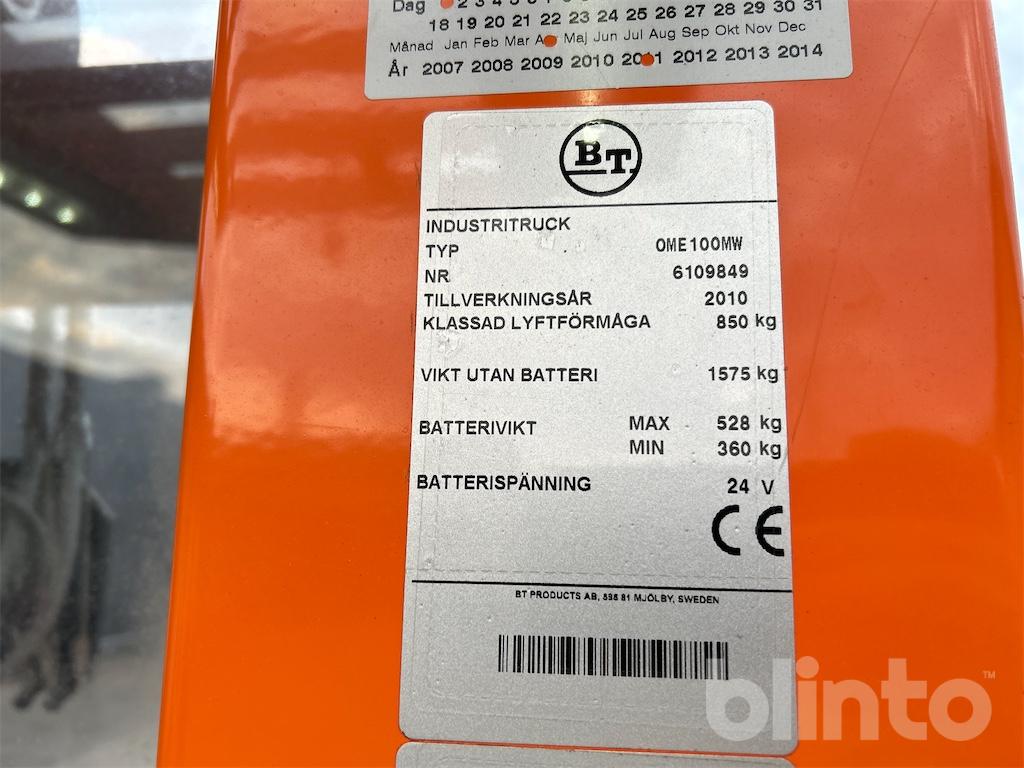 Dag 2 3 4 5 6 7 8
18 19 20 21 22 23 24 25 26 27 28 29 30 31
Månad Jan Feb Mar Maj Jun Jul Aug Sep Okt Nov Dec
År 2007 2008 2009 2010 2011 2012 2013 2014
BT
INDUSTRITRUCK
TYP OME100MW
NR 6109849
TILLVERKNINGSÅR 2010
KLASSAD LYFTFÖRMÅGA 850 kg
VIKT UTAN BATTERI 1575 kg
BATTERIVIKT MAX 528 kg
MIN 360 kg
BATTERISPÄNNING 24 V
CE
BT PRODUCTS AB, 595 81 MJÖLBY, SWEDEN
blinto™